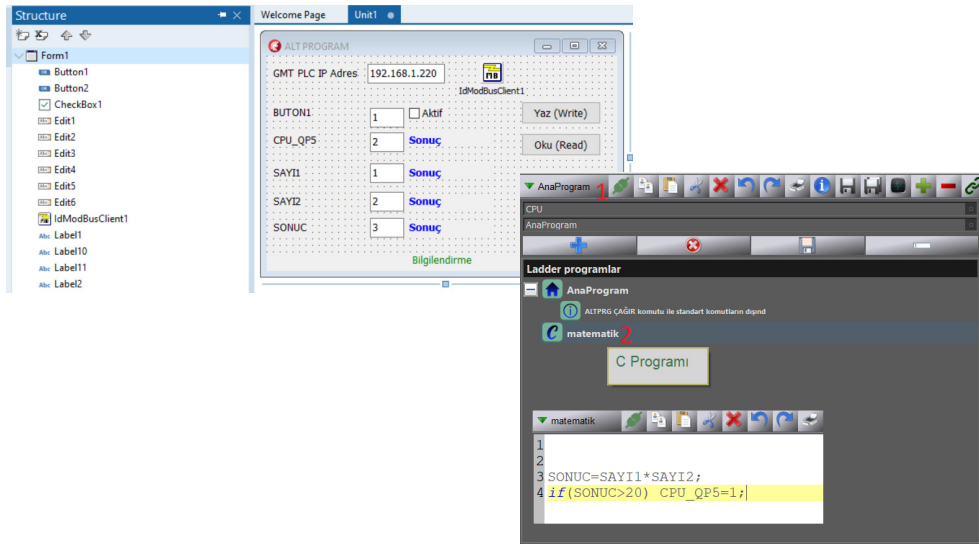 Structure
Form1
Button1
Button2
CheckBox1
Edit1
Edit2
Edit3
Edit4
Edit5
Edit6
IdModBusClient1
Label1
Label10
Label11
Label2
Welcome Page Unit1
ALT PROGRAM
GMT PLC IP Adres 192.168.1.220
MB
IdModBusClient1
BUTON1 1 Aktif Yaz (Write)
CPU_QP5 2 Sonuç Oku (Read)
SAYI1 1 Sonuç
SAYI2 2 Sonuç
SONUC 3 Sonuç
Bilgilendirme
AnaProgram 1
CPU
AnaProgram
Ladder programlar
AnaProgram
ALTPRG ÇAĞIR komutu ile standart komutların dışınd
C matematik 2
C Programı
matematik
1
2
3 SONUC=SAYI1*SAYI2;
4 if(SONUC>20) CPU_QP5=1;